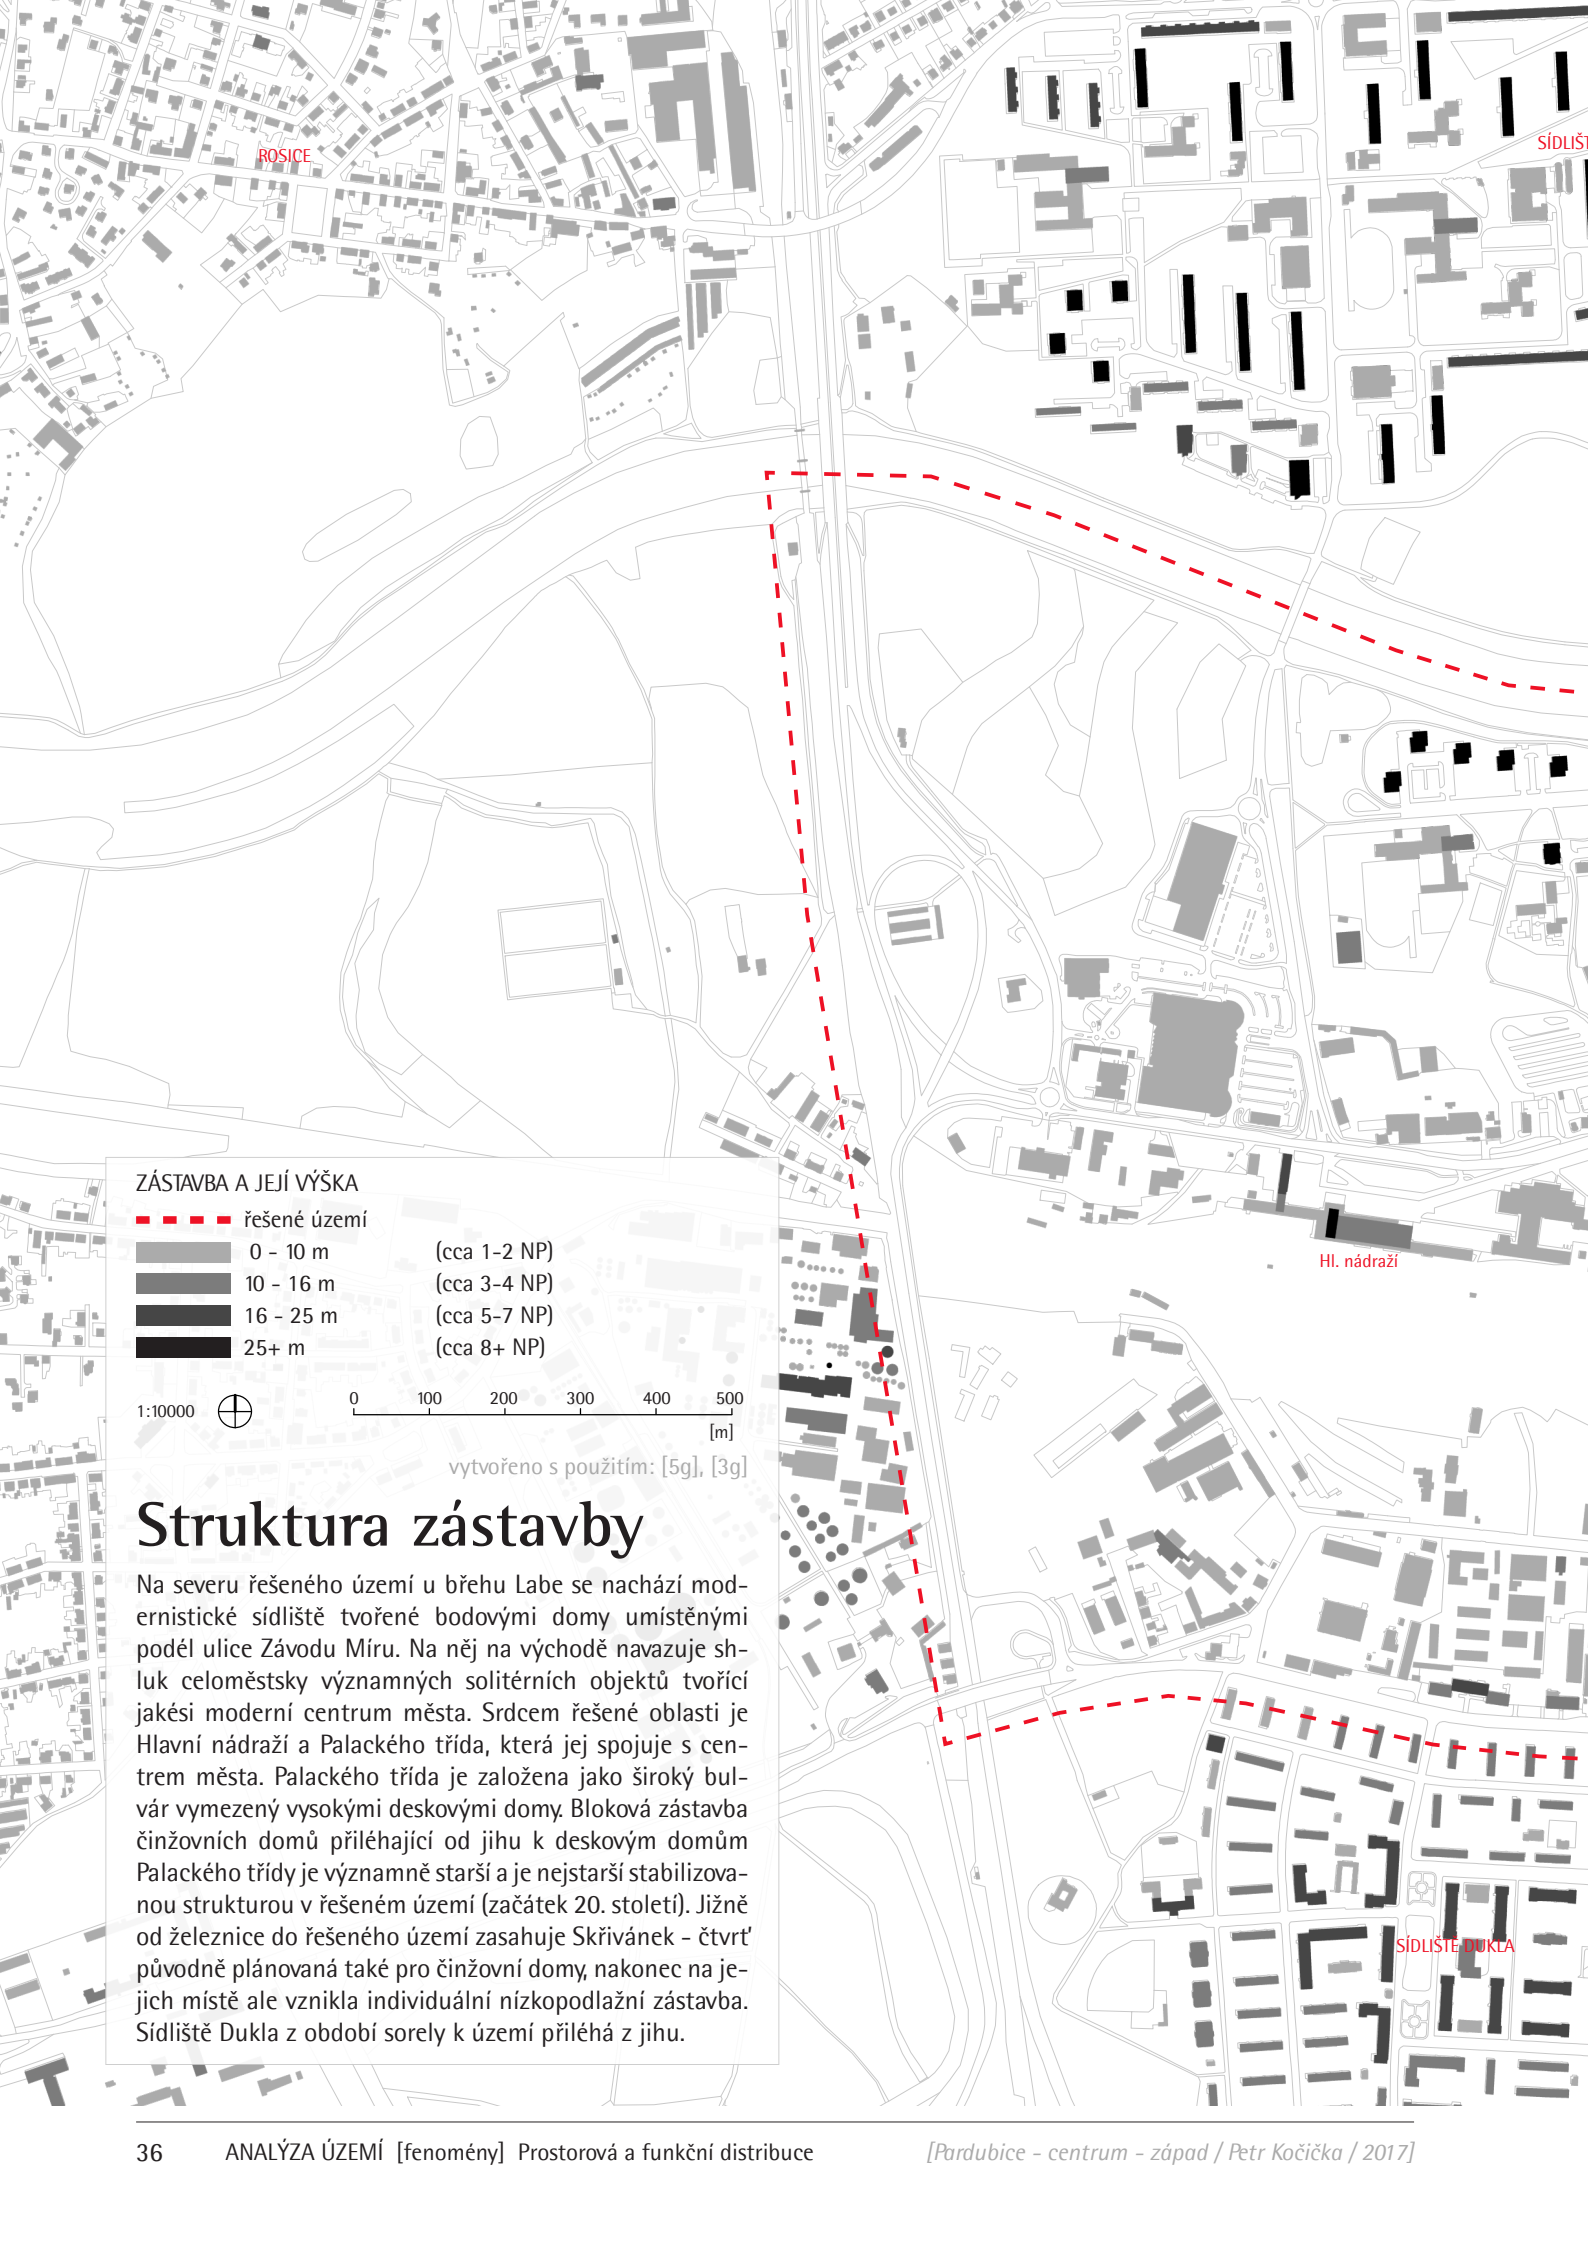 ROSICE
SÍDLIŠT
Hl. nádraží
ZÁSTAVBA A JEJÍ VÝŠKA
řešené území
0 - 10 m (cca 1-2 NP)
10 - 16 m (cca 3-4 NP)
16 - 25 m (cca 5-7 NP)
25+ m (cca 8+ NP)
1:10000 0 100 200 300 400 500
[m]
vytvořeno s použitím: [5g], [3g]
Struktura zástavby
Na severu řešeného území u břehu Labe se nachází mod-
ernistické sídliště tvořené bodovými domy umístěnými
podél ulice Závodu Míru. Na něj na východě navazuje sh-
luk celoměstsky významných solitérních objektů tvořící
jakési moderní centrum města. Srdcem řešené oblasti je
Hlavní nádraží a Palackého třída, která jej spojuje s cen-
trem města. Palackého třída je založena jako široký bul-
vár vymezený vysokými deskovými domy. Bloková zástavba
činžovních domů přiléhající od jihu k deskovým domům
Palackého třídy je významně starší a je nejstarší stabilizova-
nou strukturou v řešeném území (začátek 20. století). Jižně
od železnice do řešeného území zasahuje Skřivánek - čtvrť
původně plánovaná také pro činžovní domy, nakonec na je-
jich místě ale vznikla individuální nízkopodlažní zástavba.
Sídliště Dukla z období sorely k území přiléhá z jihu.
SÍDLIŠTĚ DUKLA
36 ANALÝZA ÚZEMÍ [fenomény] Prostorová a funkční distribuce [Pardubice - centrum - západ / Petr Kočička / 2017]